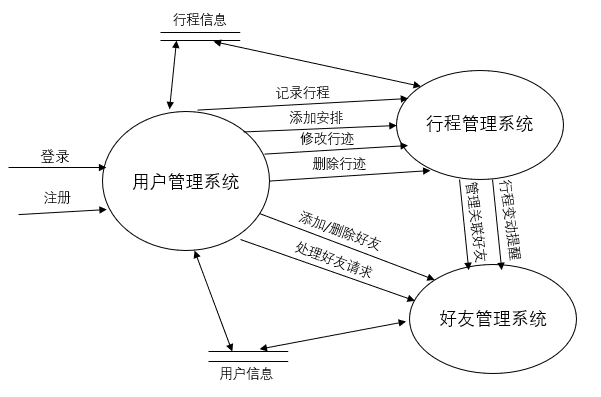 行程信息
记录行程
添加安排
修改行迹
删除行迹
行程管理系统
登录
注册
用户管理系统
添加/删除好友
处理好友请求
管理关联好友
行程变动提醒
好友管理系统
用户信息